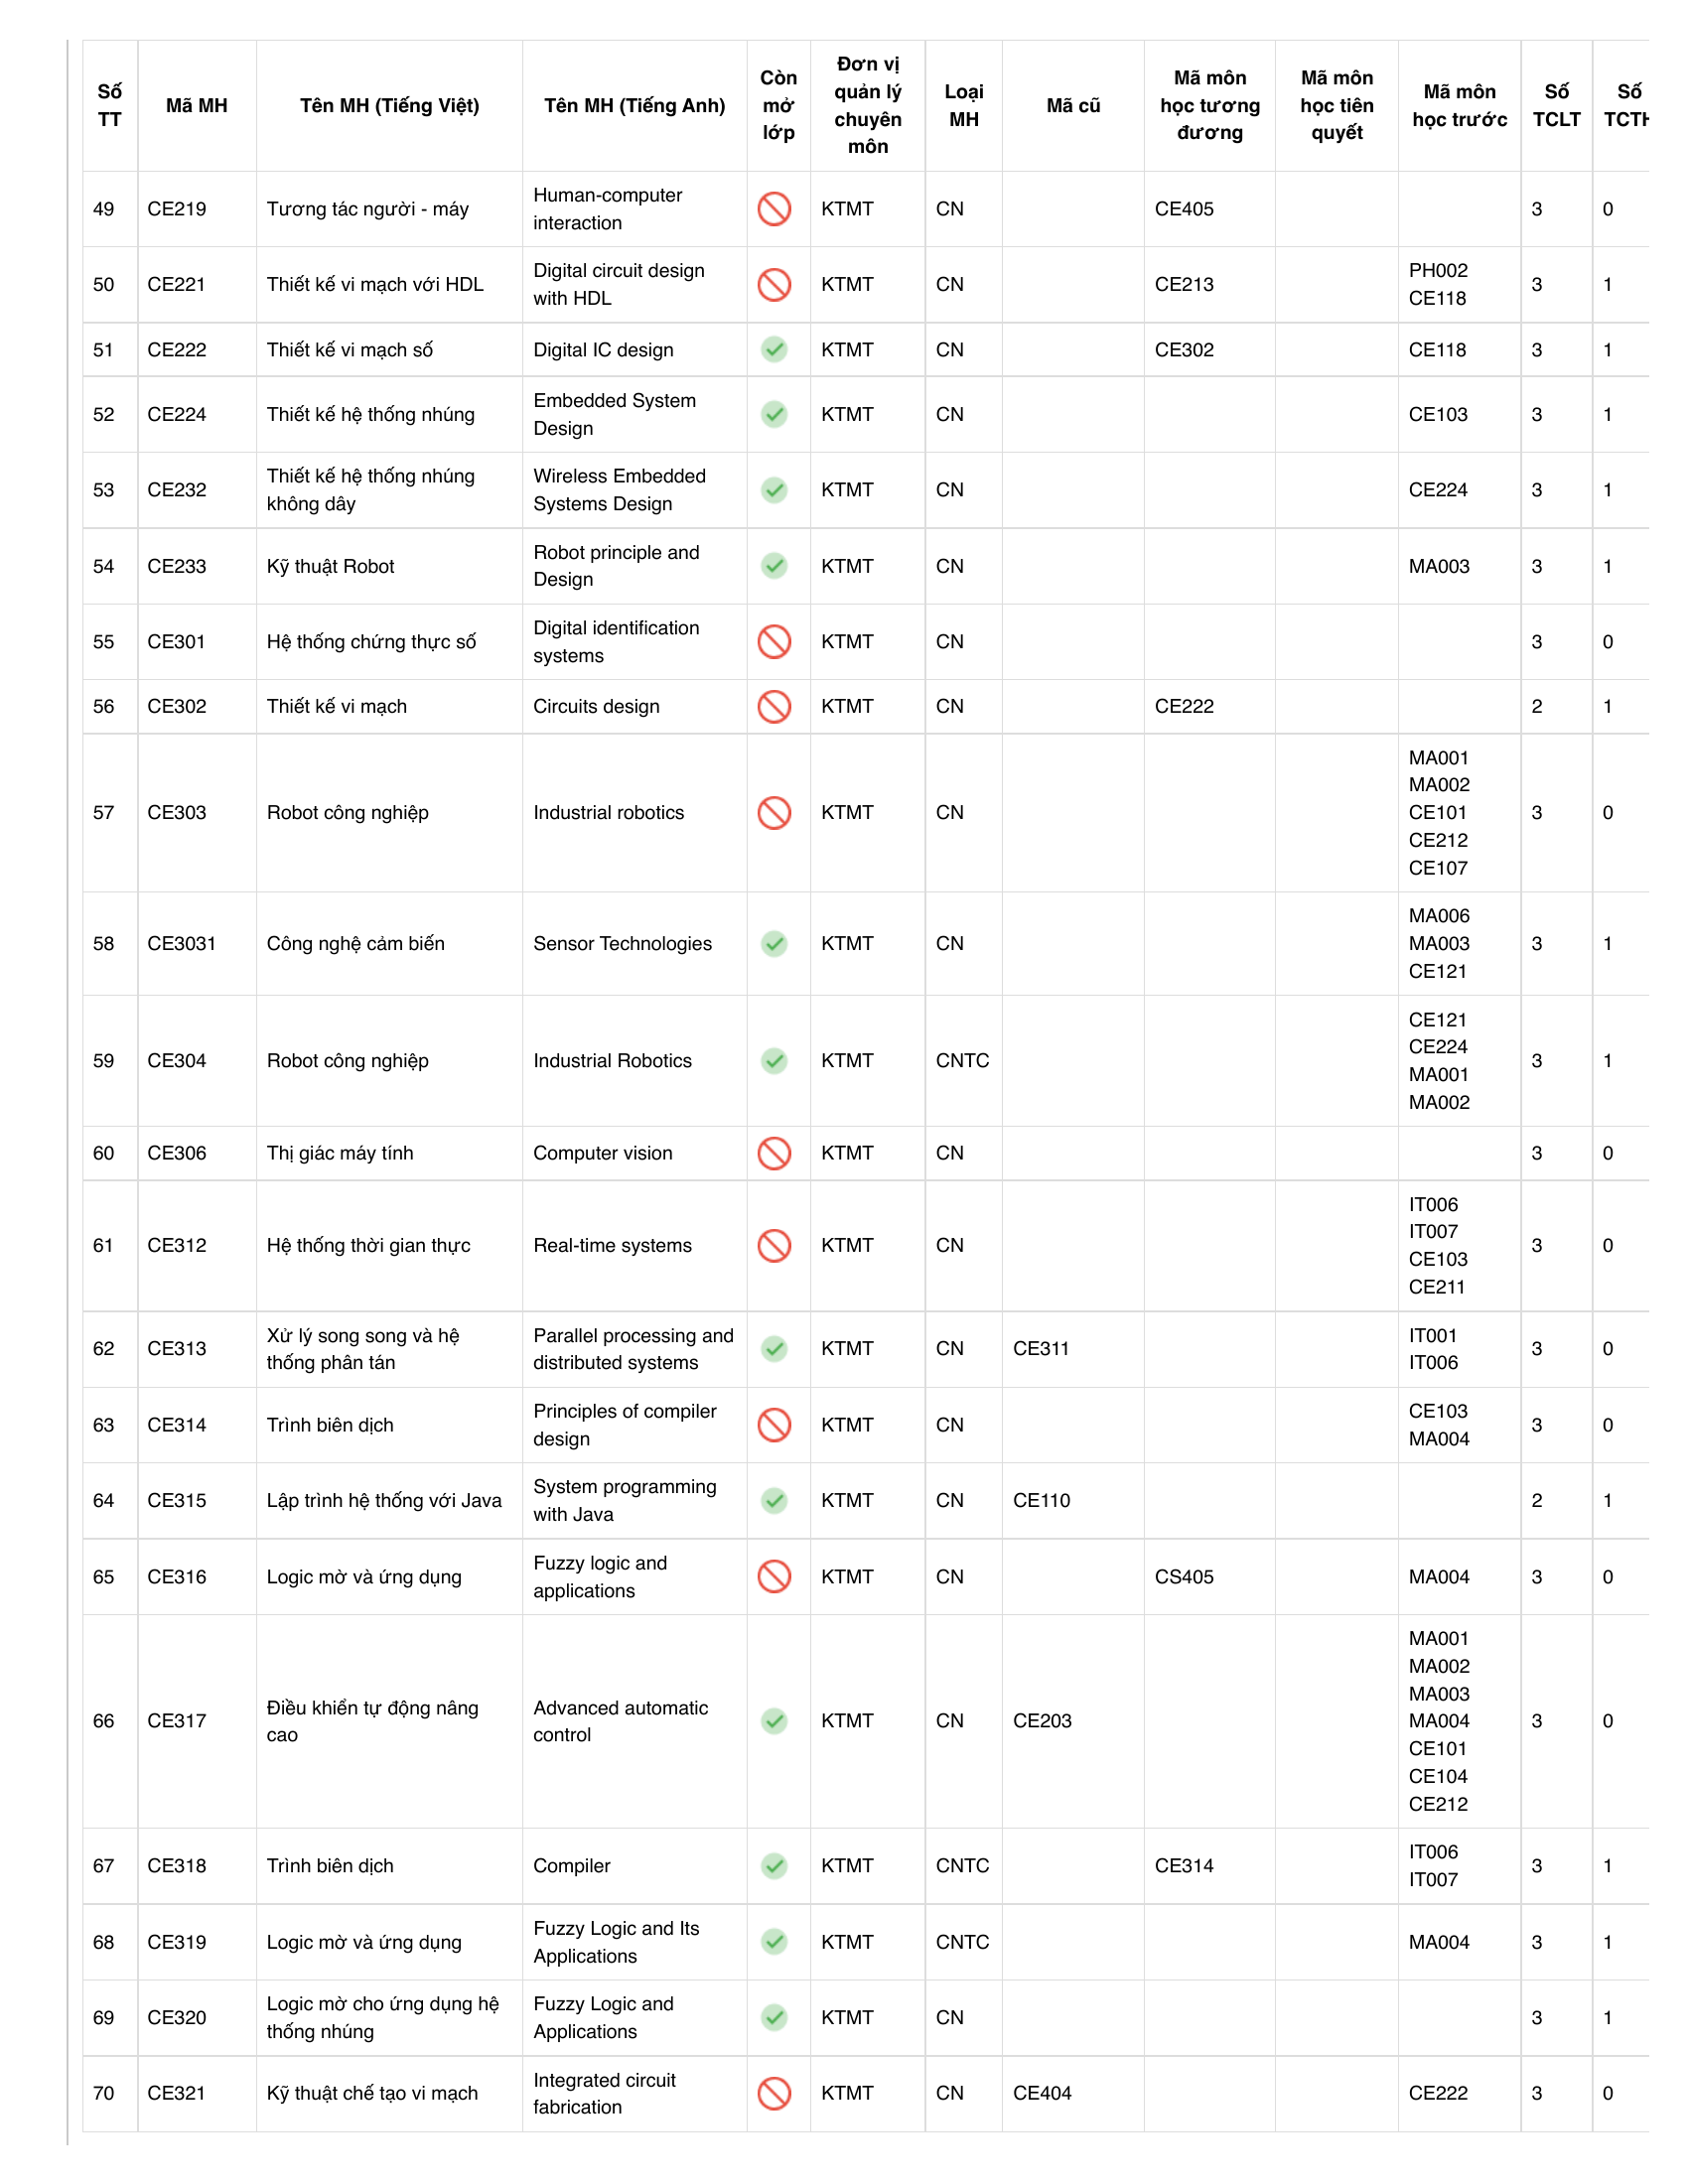 Số TT | Mã MH | Tên MH (Tiếng Việt) | Tên MH (Tiếng Anh) | Còn mở lớp | Đơn vị quản lý chuyên môn | Loại MH | Mã cũ | Mã môn học tương đương | Mã môn học tiên quyết | Mã môn học trước | Số TCLT | Số TCTH
49 CE219 Tương tác người - máy Human-computer interaction KTMT CN CE405 3 0
50 CE221 Thiết kế vi mạch với HDL Digital circuit design with HDL KTMT CN CE213 PH002 CE118 3 1
51 CE222 Thiết kế vi mạch số Digital IC design KTMT CN CE302 CE118 3 1
52 CE224 Thiết kế hệ thống nhúng Embedded System Design KTMT CN CE103 3 1
53 CE232 Thiết kế hệ thống nhúng không dây Wireless Embedded Systems Design KTMT CN CE224 3 1
54 CE233 Kỹ thuật Robot Robot principle and Design KTMT CN MA003 3 1
55 CE301 Hệ thống chứng thực số Digital identification systems KTMT CN 3 0
56 CE302 Thiết kế vi mạch Circuits design KTMT CN CE222 2 1
57 CE303 Robot công nghiệp Industrial robotics KTMT CN MA001 MA002 CE101 CE212 CE107 3 0
58 CE3031 Công nghệ cảm biến Sensor Technologies KTMT CN MA006 MA003 CE121 3 1
59 CE304 Robot công nghiệp Industrial Robotics KTMT CNTC CE121 CE224 MA001 MA002 3 1
60 CE306 Thị giác máy tính Computer vision KTMT CN 3 0
61 CE312 Hệ thống thời gian thực Real-time systems KTMT CN IT006 IT007 CE103 CE211 3 0
62 CE313 Xử lý song song và hệ thống phân tán Parallel processing and distributed systems KTMT CN CE311 IT001 IT006 3 0
63 CE314 Trình biên dịch Principles of compiler design KTMT CN CE103 MA004 3 0
64 CE315 Lập trình hệ thống với Java System programming with Java KTMT CN CE110 2 1
65 CE316 Logic mờ và ứng dụng Fuzzy logic and applications KTMT CN CS405 MA004 3 0
66 CE317 Điều khiển tự động nâng cao Advanced automatic control KTMT CN CE203 MA001 MA002 MA003 MA004 CE101 CE104 CE212 3 0
67 CE318 Trình biên dịch Compiler KTMT CNTC CE314 IT006 IT007 3 1
68 CE319 Logic mờ và ứng dụng Fuzzy Logic and Its Applications KTMT CNTC MA004 3 1
69 CE320 Logic mờ cho ứng dụng hệ thống nhúng Fuzzy Logic and Applications KTMT CN 3 1
70 CE321 Kỹ thuật chế tạo vi mạch Integrated circuit fabrication KTMT CN CE404 CE222 3 0